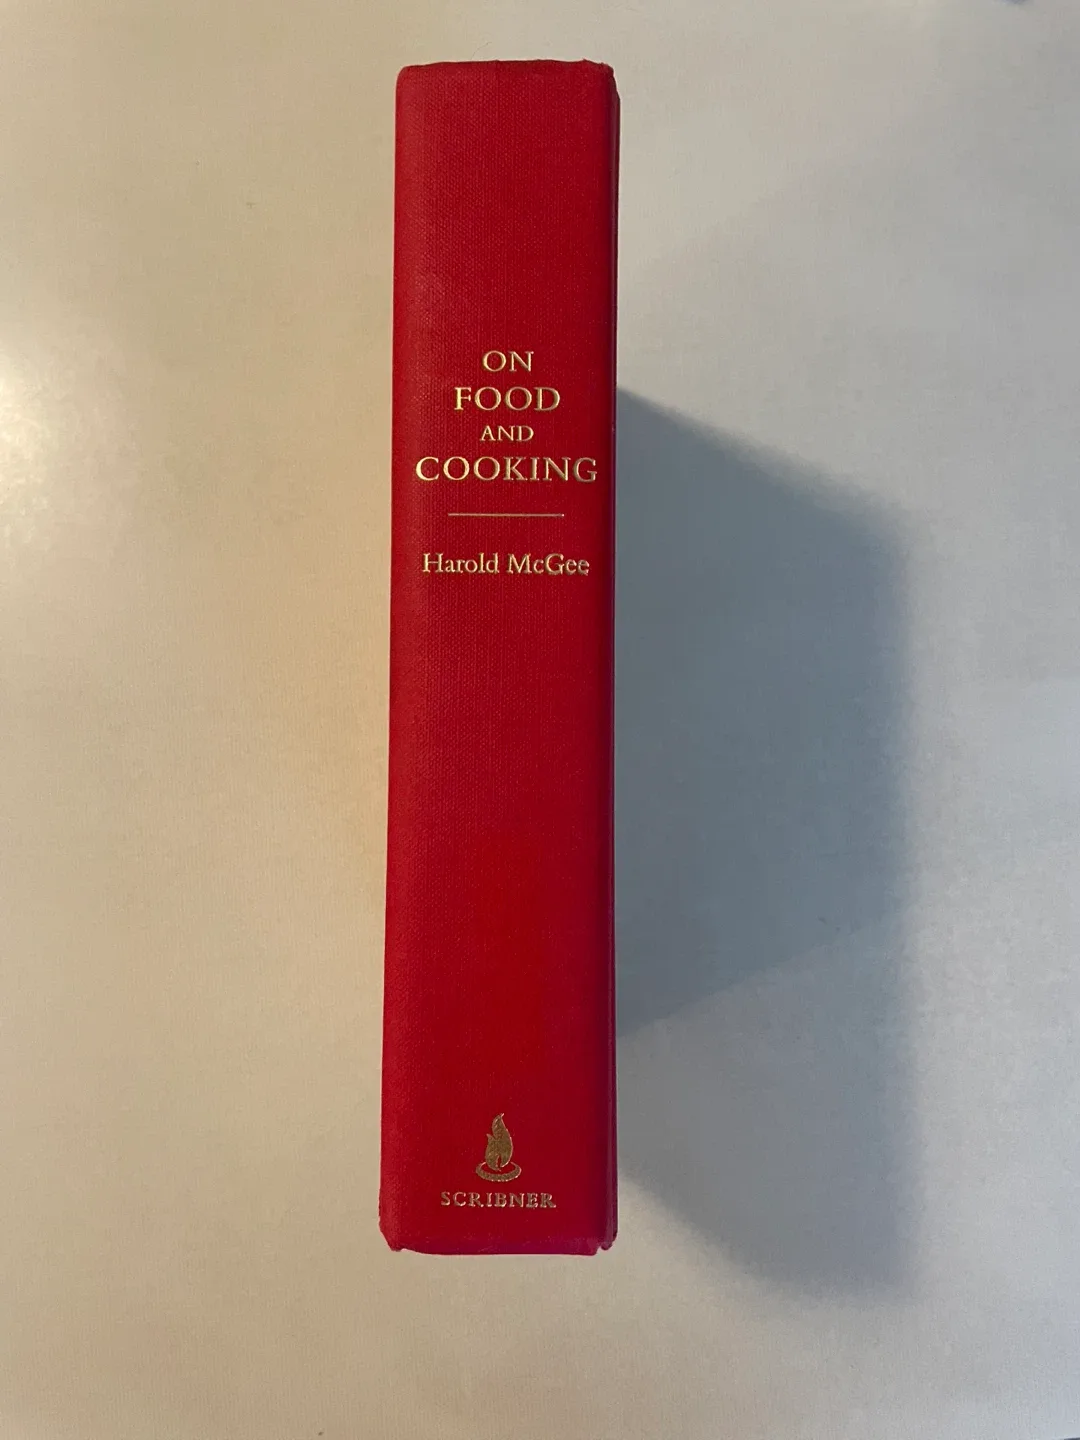 ON
FOOD
AND
COOKING
Harold McGee
SCRIBNER